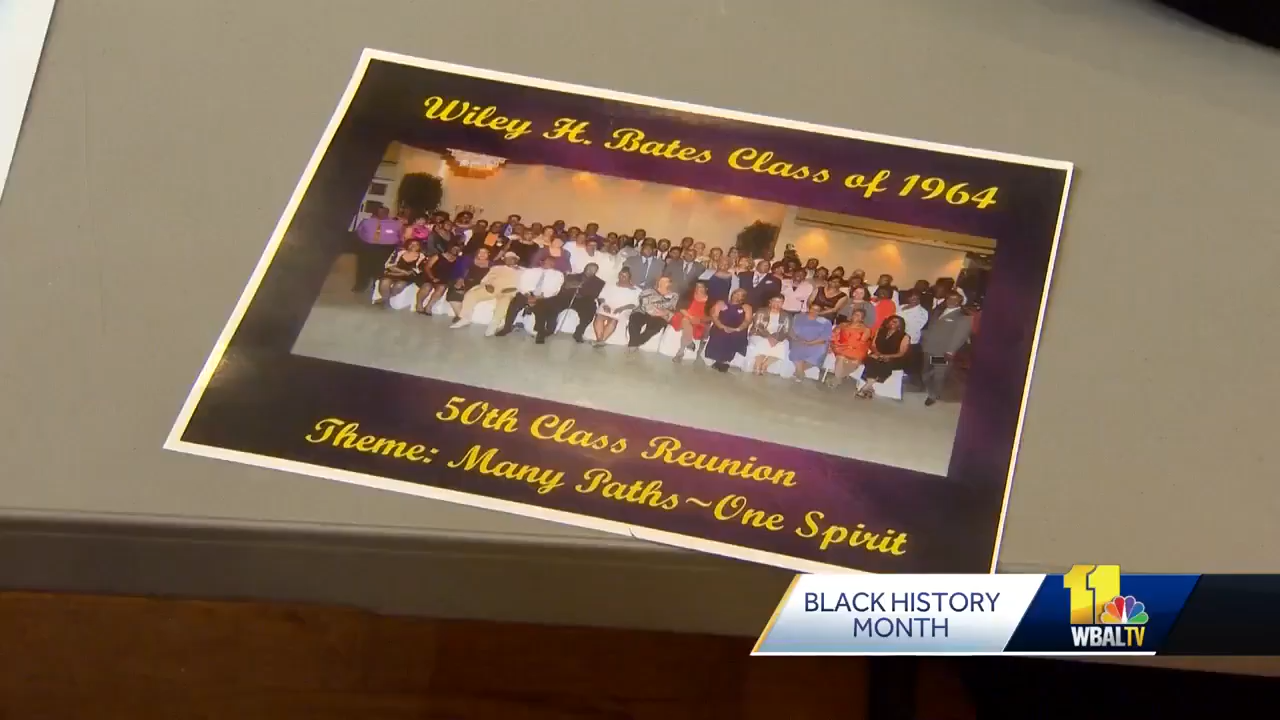 Wiley H. Bates Class of 1964
50th Class Reunion
Theme: Many Paths~One Spirit
BLACK HISTORY
MONTH
11
WBALTV